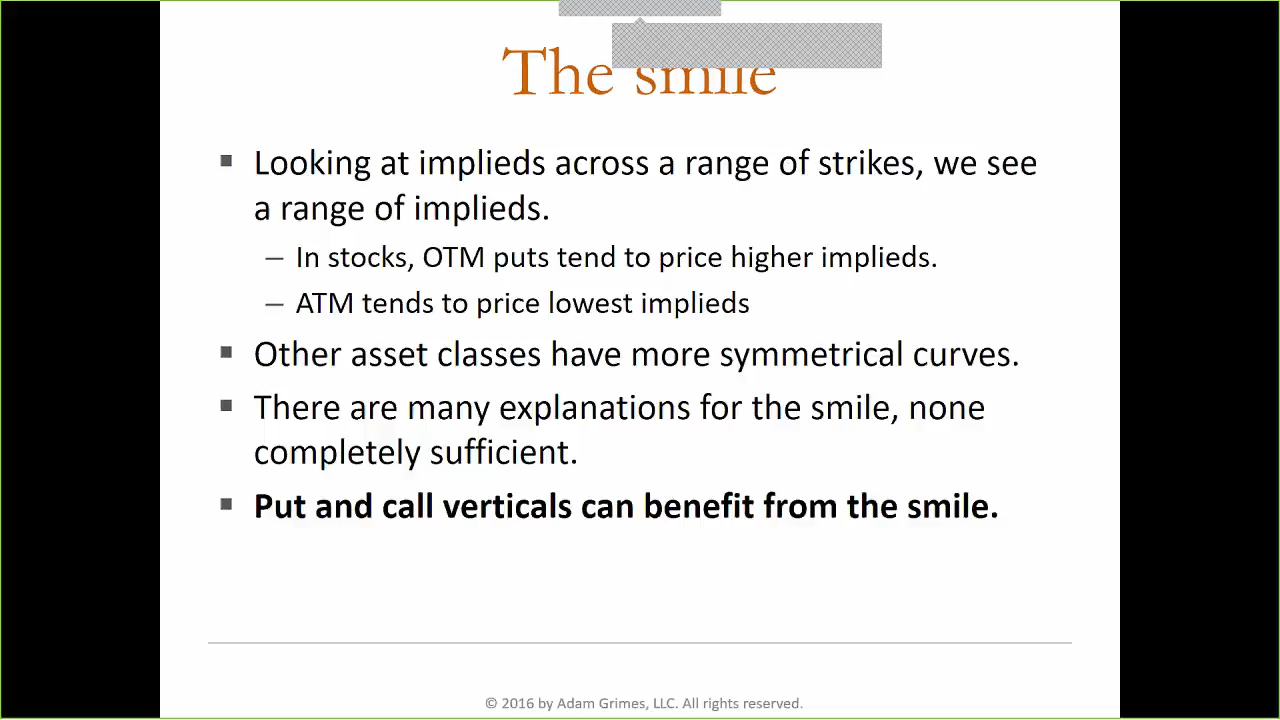 The smile
▪ Looking at implieds across a range of strikes, we see
a range of implieds.
– In stocks, OTM puts tend to price higher implieds.
– ATM tends to price lowest implieds
▪ Other asset classes have more symmetrical curves.
▪ There are many explanations for the smile, none
completely sufficient.
▪ Put and call verticals can benefit from the smile.
© 2016 by Adam Grimes, LLC. All rights reserved.